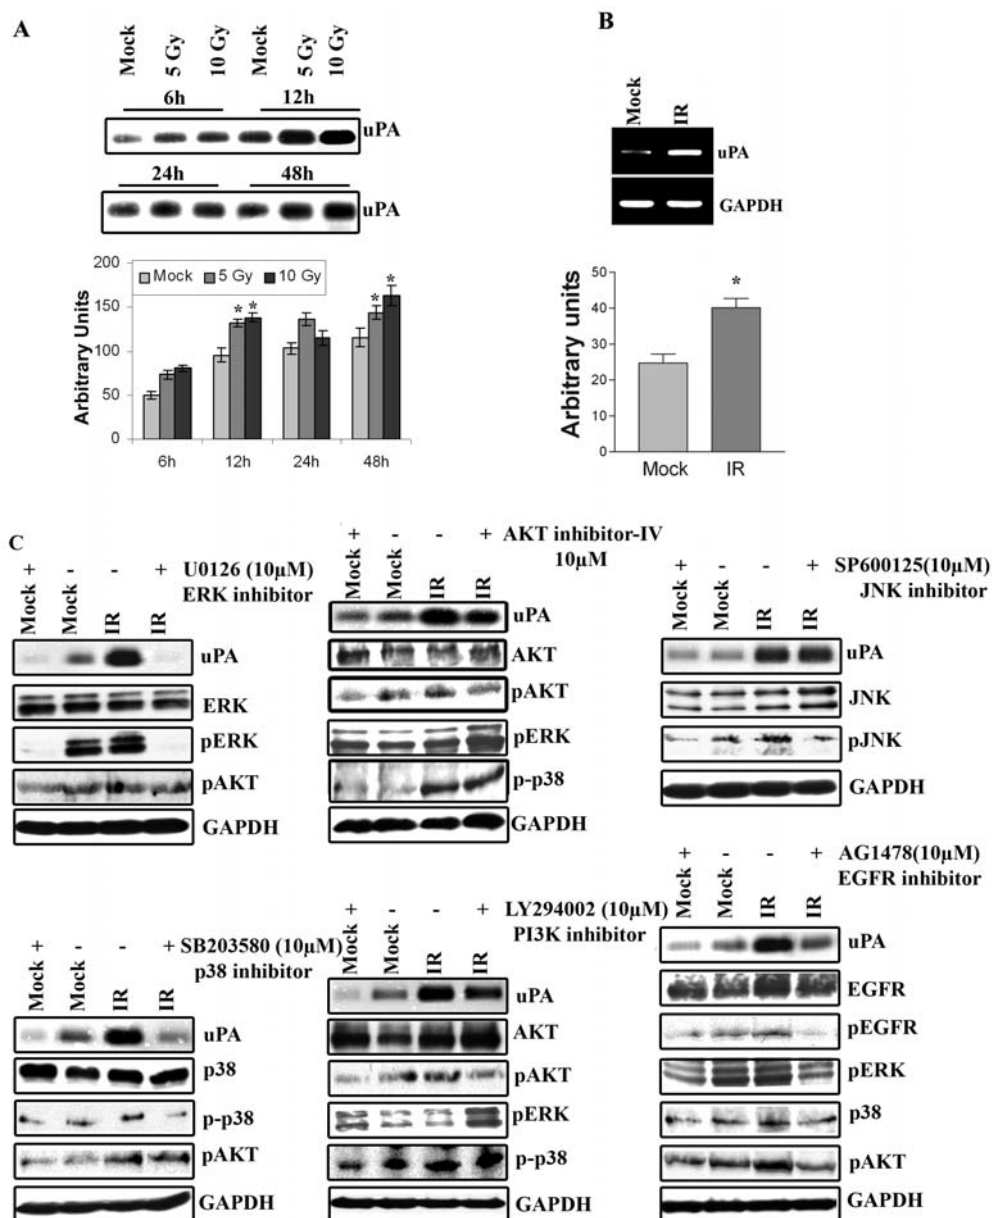 A
Mock
5 Gy
10 Gy
Mock
5 Gy
10 Gy
6h 12h
uPA
24h 48h
uPA
200
150
100
50
0
Arbitrary Units
Mock 5 Gy 10 Gy
* * * *
6h 12h 24h 48h
B
Mock
IR
uPA
GAPDH
50
40
30
20
10
0
Arbitrary units
*
Mock IR
C
+ - - + U0126 (10µM)
ERK inhibitor
Mock Mock IR IR
uPA
ERK
pERK
pAKT
GAPDH
+ - - + AKT inhibitor-IV
10µM
Mock Mock IR IR
uPA
AKT
pAKT
pERK
p-p38
GAPDH
+ - - + SP600125(10µM)
JNK inhibitor
Mock Mock IR IR
uPA
JNK
pJNK
GAPDH
+ - - + SB203580 (10µM)
p38 inhibitor
Mock Mock IR IR
uPA
p38
p-p38
pAKT
GAPDH
+ - - + LY294002 (10µM)
PI3K inhibitor
Mock Mock IR IR
uPA
AKT
pAKT
pERK
p-p38
GAPDH
+ - - + AG1478(10µM)
EGFR inhibitor
Mock Mock IR IR
uPA
EGFR
pEGFR
pERK
p38
pAKT
GAPDH